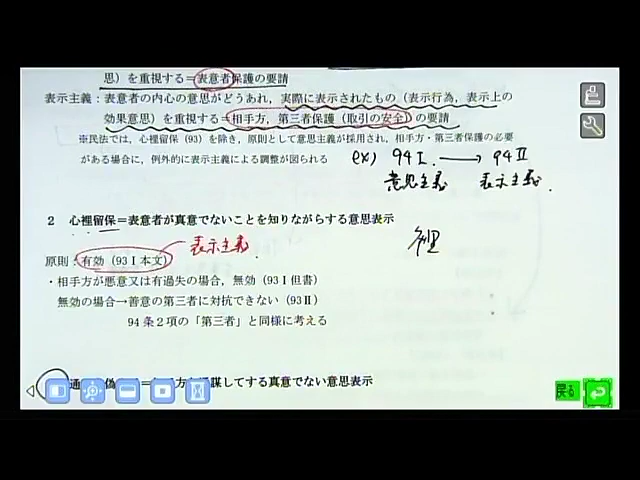 思）を重視する＝表意者保護の要請
表示主義：表意者の内心の意思がどうあれ，実際に表示されたもの（表示行為，表示上の
効果意思）を重視する＝相手方，第三者保護（取引の安全）の要請
※民法では，心裡留保（93）を除き，原則として意思主義が採用され，相手方・第三者保護の必要
がある場合に，例外的に表示主義による調整が図られる
ex) 94Ⅰ. → 94Ⅱ
意思主義 表示主義
2 心裡留保＝表意者が真意でないことを知りながらする意思表示
原則：有効（93Ⅰ本文） 表示主義
裡
・相手方が悪意又は有過失の場合，無効（93Ⅰ但書）
無効の場合→善意の第三者に対抗できない（93Ⅱ）
94条2項の「第三者」と同様に考える
謀してする真意でない意思表示
戻る